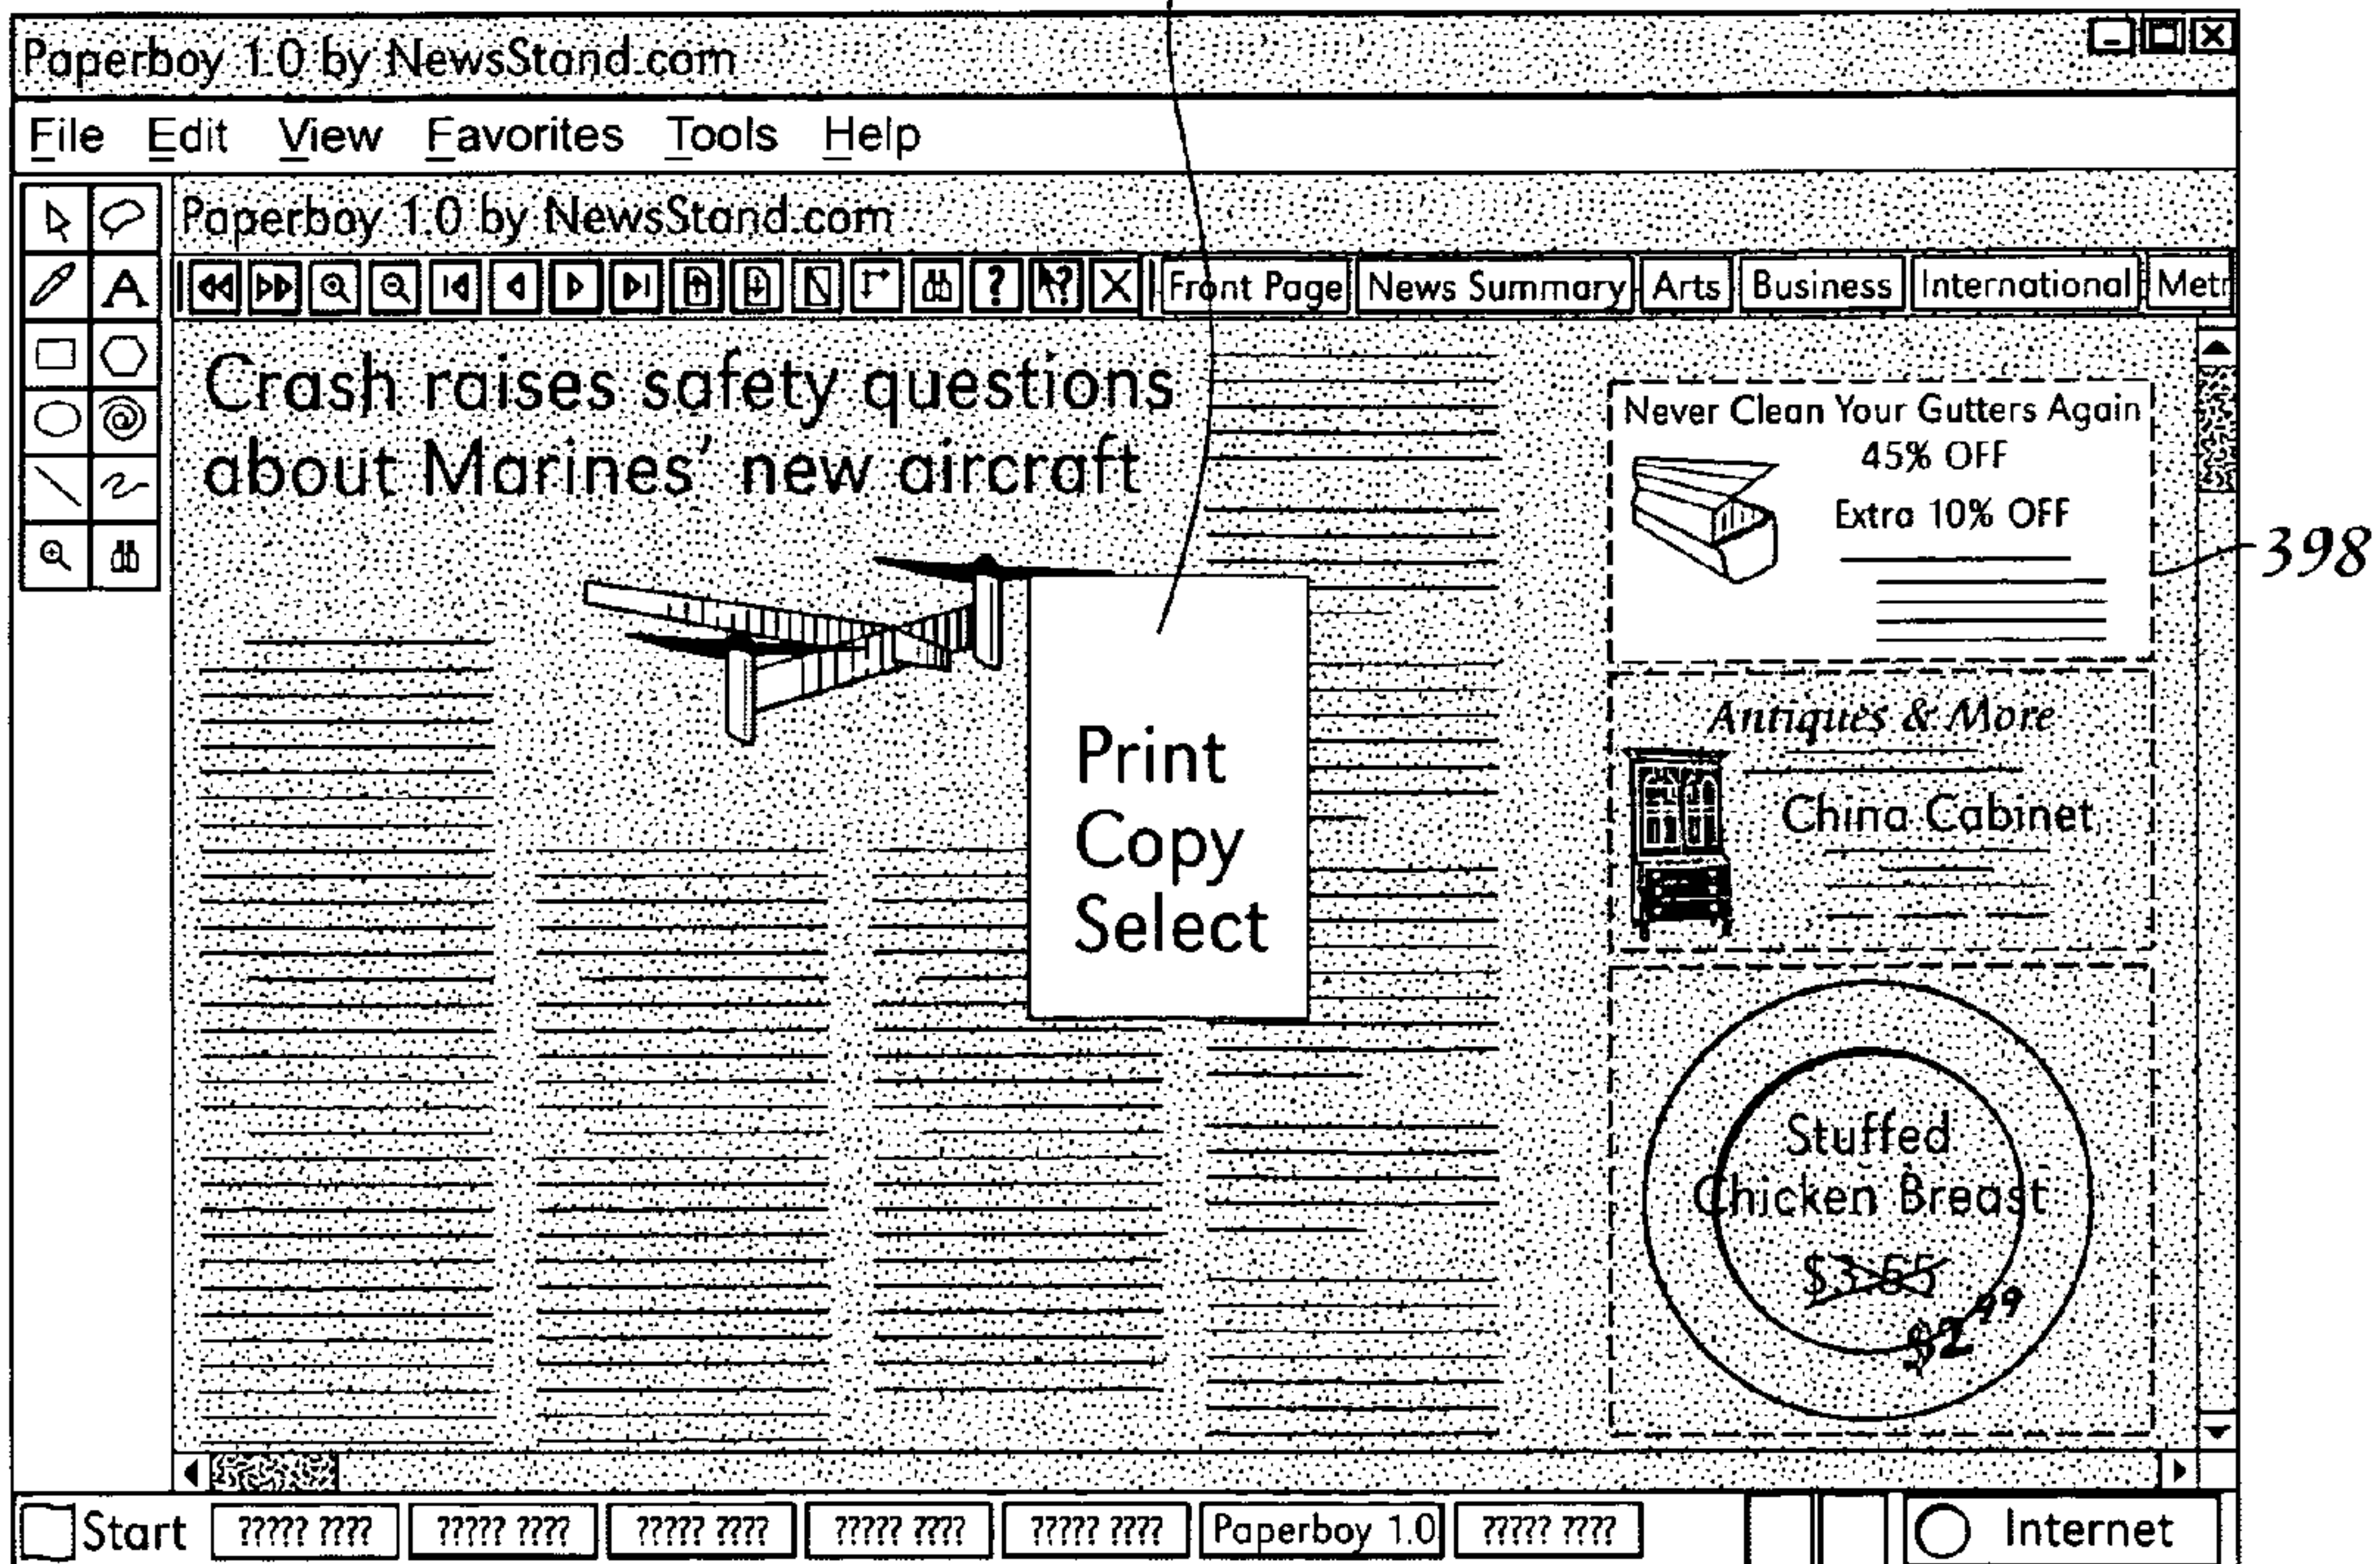 Paperboy 1.0 by NewsStand.com
File Edit View Favorites Tools Help
Paperboy 1.0 by NewsStand.com
A
? ? Front Page News Summary Arts Business International Metr
Crash raises safety questions
about Marines' new aircraft
Never Clean Your Gutters Again
45% OFF
Extra 10% OFF
398
Print
Copy
Select
Antiques & More
China Cabinet
Stuffed
Chicken Breast
$2.99
Start ????? ???? ????? ???? ????? ???? ????? ???? ????? ???? Paperboy 1.0 ????? ???? Internet